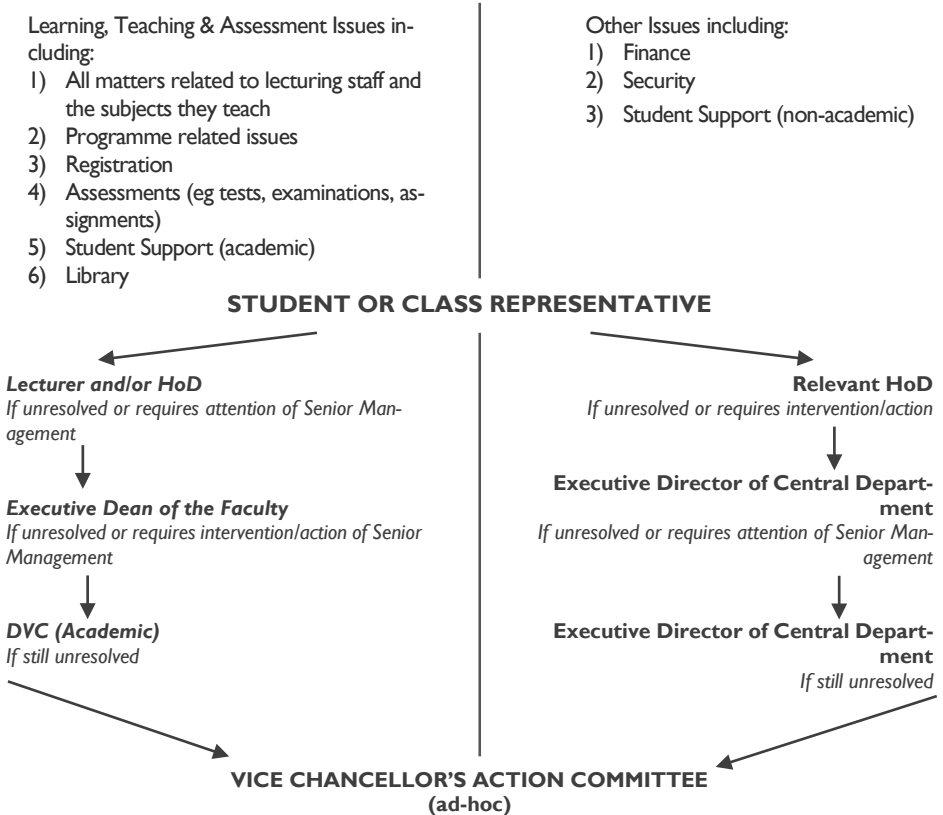 Learning, Teaching & Assessment Issues in-
cluding:
1) All matters related to lecturing staff and
the subjects they teach
2) Programme related issues
3) Registration
4) Assessments (eg tests, examinations, as-
signments)
5) Student Support (academic)
6) Library
Other Issues including:
1) Finance
2) Security
3) Student Support (non-academic)
STUDENT OR CLASS REPRESENTATIVE
Lecturer and/or HoD
If unresolved or requires attention of Senior Man-
agement
Executive Dean of the Faculty
If unresolved or requires intervention/action of Senior
Management
DVC (Academic)
If still unresolved
Relevant HoD
If unresolved or requires intervention/action
Executive Director of Central Depart-
ment
If unresolved or requires attention of Senior Man-
agement
Executive Director of Central Depart-
ment
If still unresolved
VICE CHANCELLOR'S ACTION COMMITTEE
(ad-hoc)